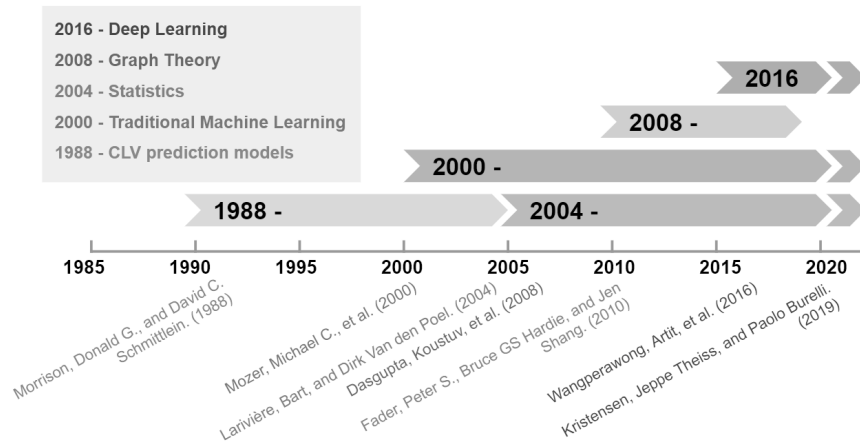 2016 - Deep Learning
2008 - Graph Theory
2004 - Statistics
2000 - Traditional Machine Learning
1988 - CLV prediction models
2016
2008 -
2000 -
1988 -
2004 -
1985
1990
1995
2000
2005
2010
2015
2020
Morrison, Donald G., and David C.
Schmittlein. (1988)
Mozer, Michael C., et al. (2000)
Larivière, Bart, and Dirk Van den Poel. (2004)
Dasgupta, Koustuv, et al. (2008)
Fader, Peter S., Bruce GS Hardie, and Jen
Shang. (2010)
Wangperawong, Artit, et al. (2016)
Kristensen, Jeppe Theiss, and Paolo Burelli.
(2019)